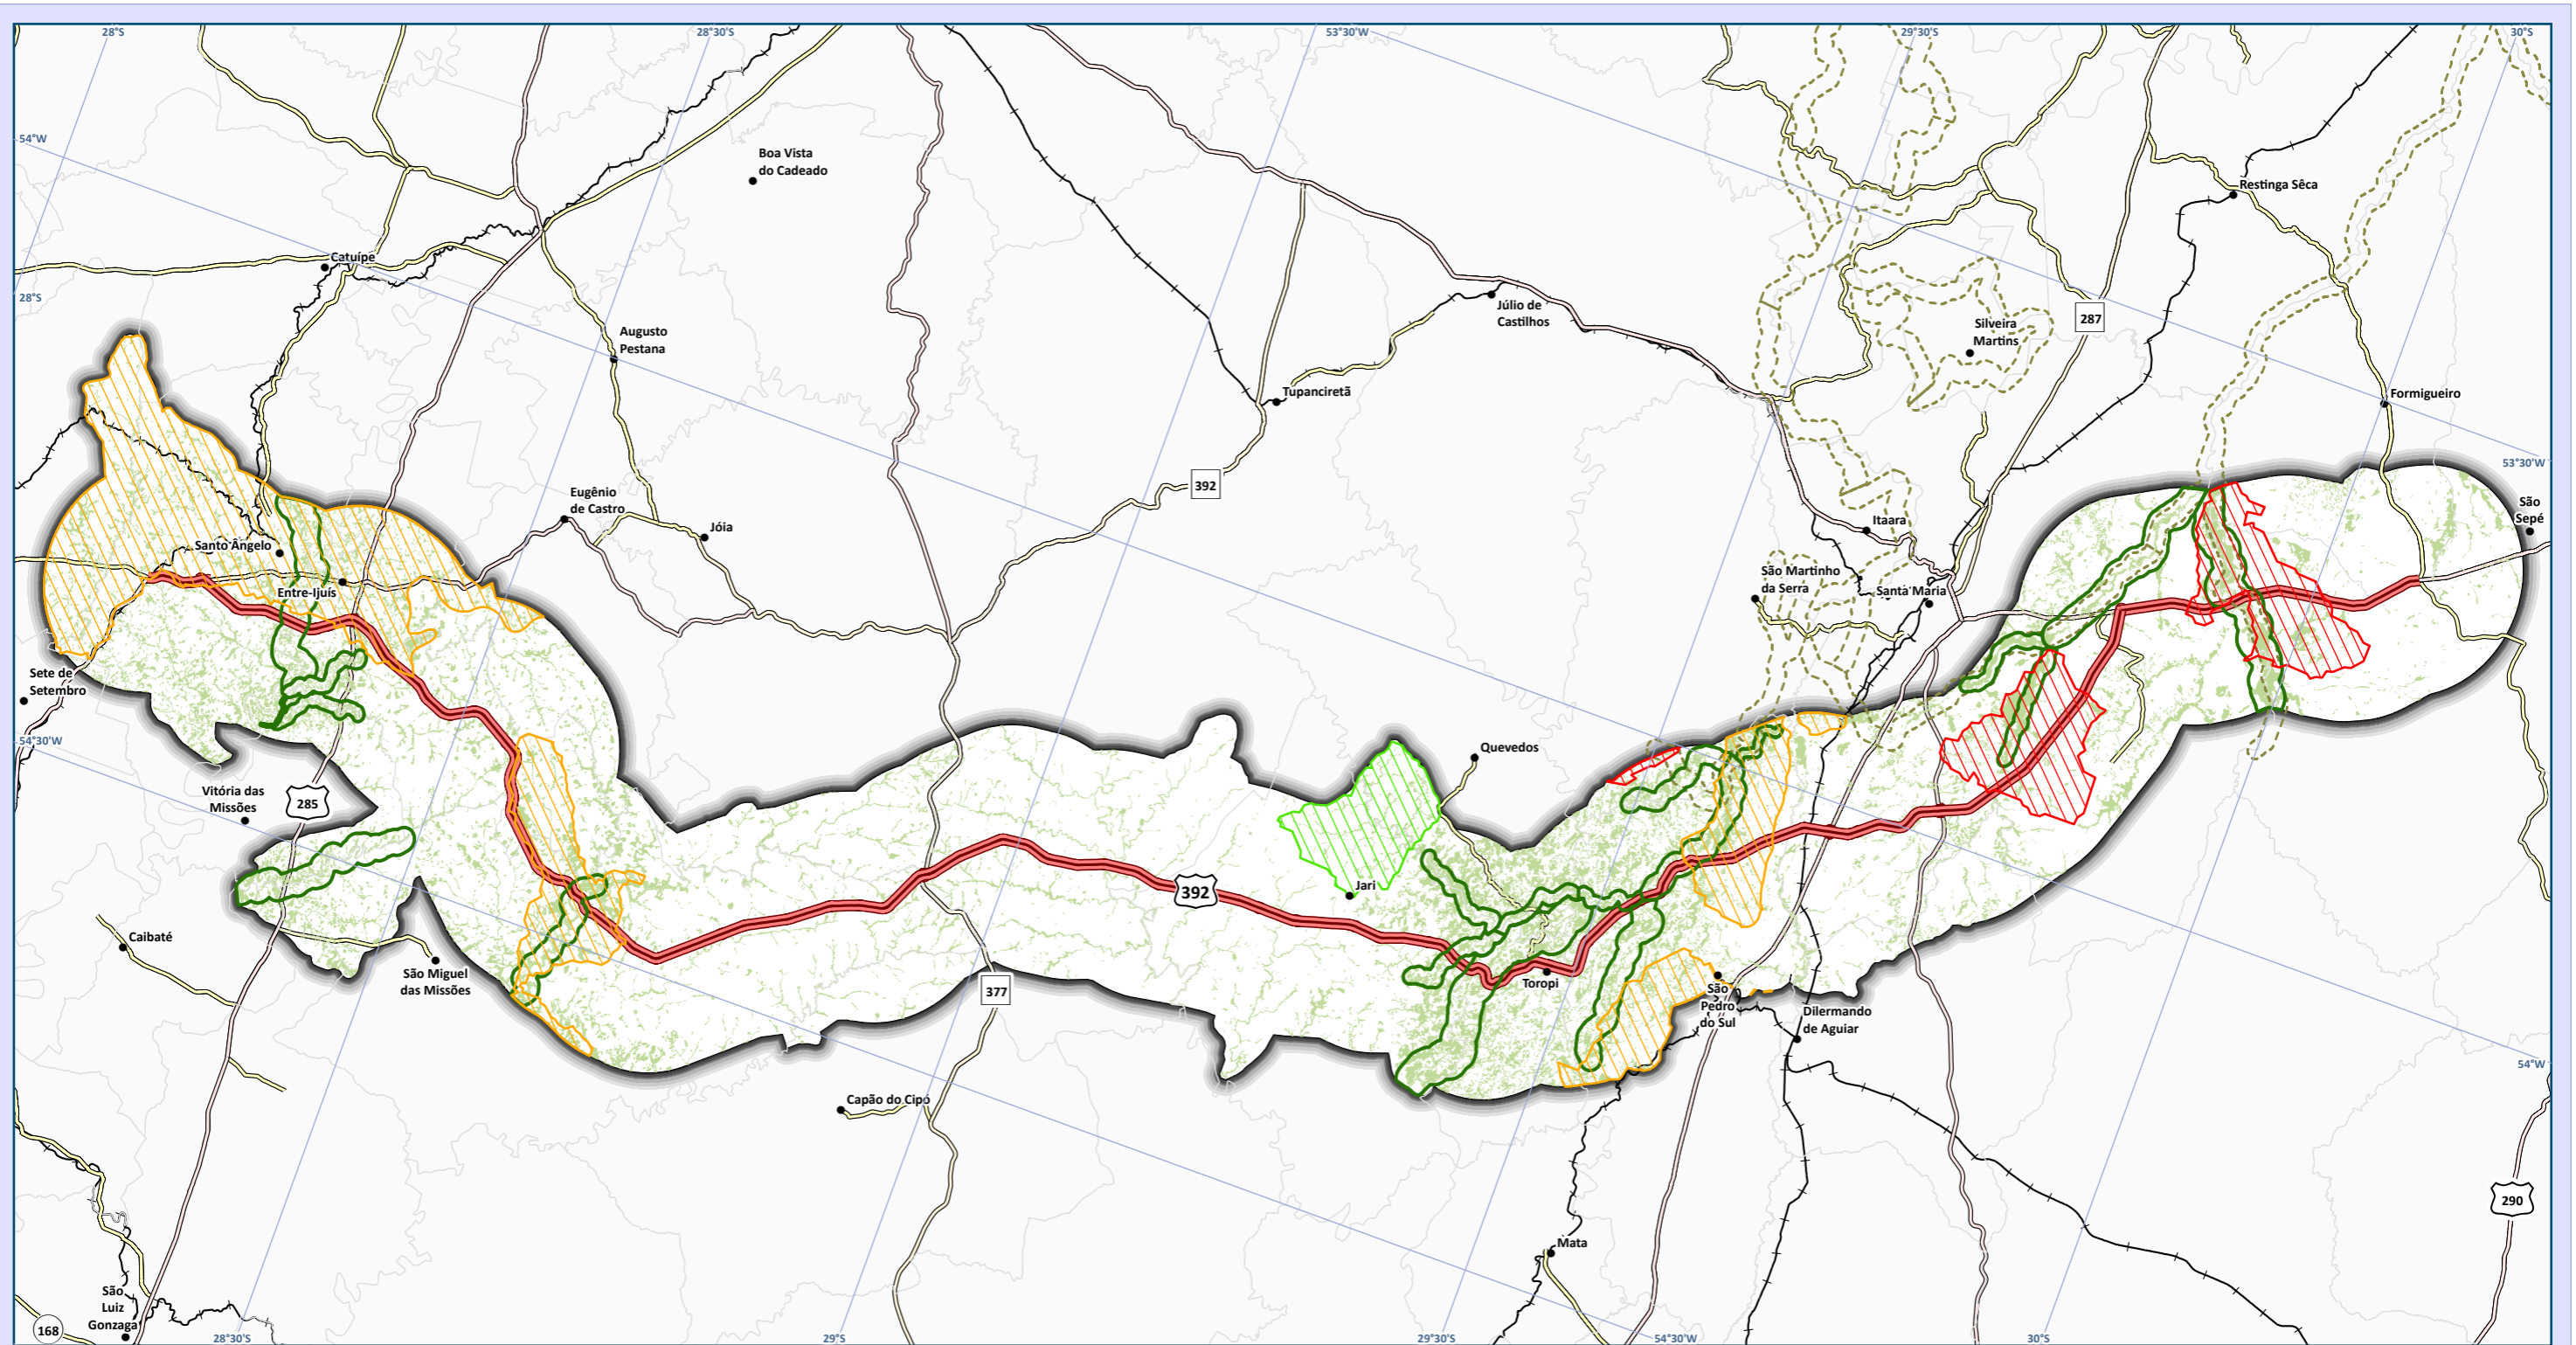 28°S
28°30'S
53°30'W
29°30'S
30°S
54°W
Boa Vista
do Cadeado
Restinga Sêca
Catuípe
28°S
Augusto
Pestana
Júlio de
Castilhos
287
Silveira
Martins
Tupanciretã
Formigueiro
53°30'W
392
Eugênio
de Castro
Jóia
São
Sepé
Itaara
Santo Ângelo
São Martinho
da Serra
Santa Maria
Entre-Ijuís
Sete de
Setembro
54°30'W
Quevedos
Vitória das
Missões
285
392
Jari
Caibaté
São Miguel
das Missões
377
Toropi
São
Pedro
do Sul
Dilermando
de Aguiar
54°W
Capão do Cipó
290
Mata
São
Luiz
Gonzaga
168
28°30'S
29°S
29°30'S
54°30'W
30°S